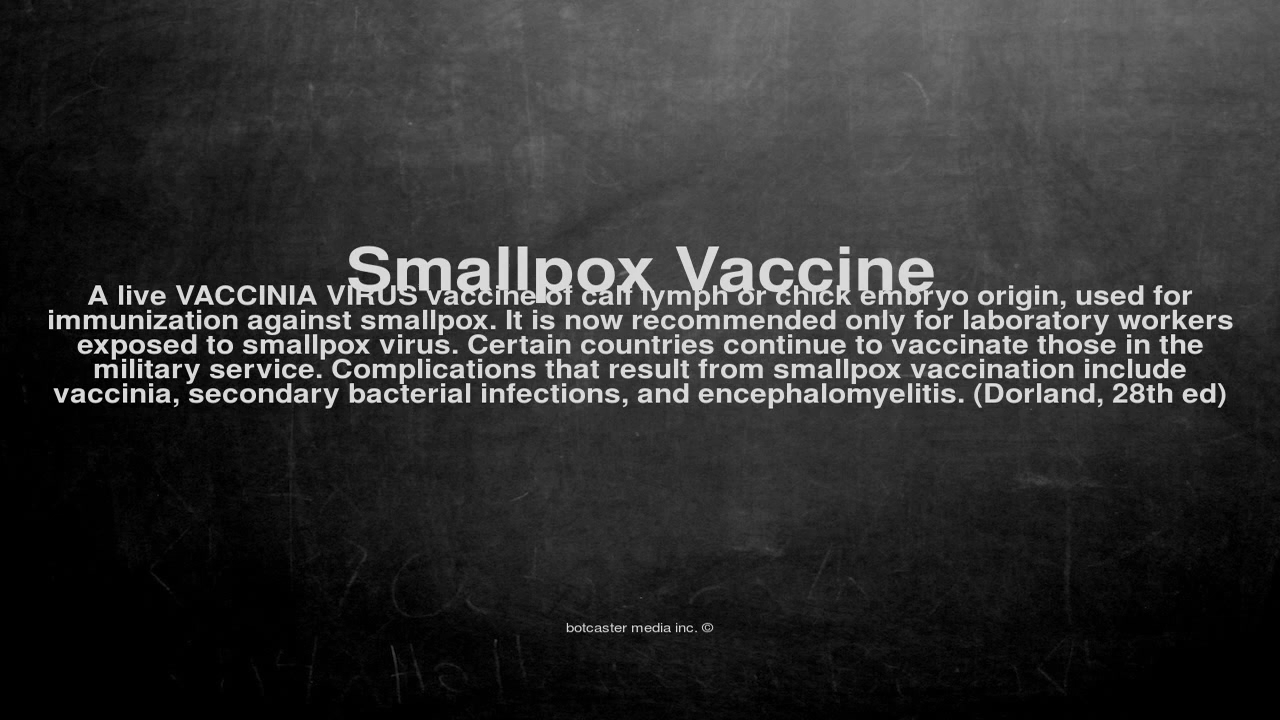 Smallpox Vaccine
A live VACCINIA VIRUS vaccine of calf lymph or chick embryo origin, used for
immunization against smallpox. It is now recommended only for laboratory workers
exposed to smallpox virus. Certain countries continue to vaccinate those in the
military service. Complications that result from smallpox vaccination include
vaccinia, secondary bacterial infections, and encephalomyelitis. (Dorland, 28th ed)
botcaster media inc. ©